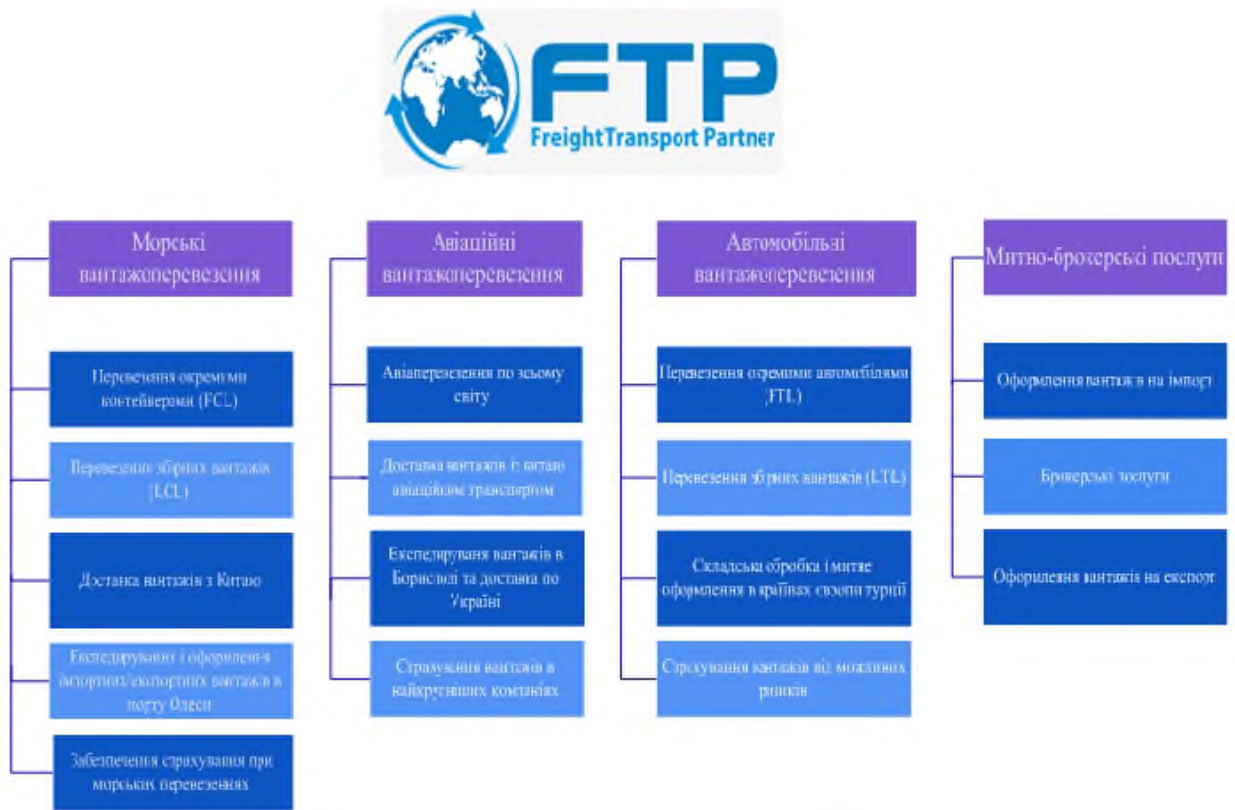 FTP
FreightTransport Partner
Морські
вантажоперевезення
Перевезення окремими
контейнерами (FCL)
Перевезення збірних вантажів
(LCL)
Доставка вантажів з Китаю
Експедирування і оформлення
імпортних/експортних вантажів в
порту Одеси
Забезпечення страхування при
морських перевезеннях
Авіаційні
вантажоперевезення
Авіаперевезення по всьому
світу
Доставка вантажів із китаю
авіаційним транспортом
Експедируваня вантажів в
Борисполі та доставка по
Україні
Страхування вантажів в
найкрупніших компаніях
Автомобільні
вантажоперевезення
Перевезення окремими автомобілями
(FTL)
Перевезення збірних вантажів (LTL)
Складська обробка і митне
оформлення в країнах європи турції
Страхування вантажів від можливих
ризиків
Митно-брокерські послуги
Оформлення вантажів на імпорт
Брокерські послуги
Оформлення вантажів на експорт